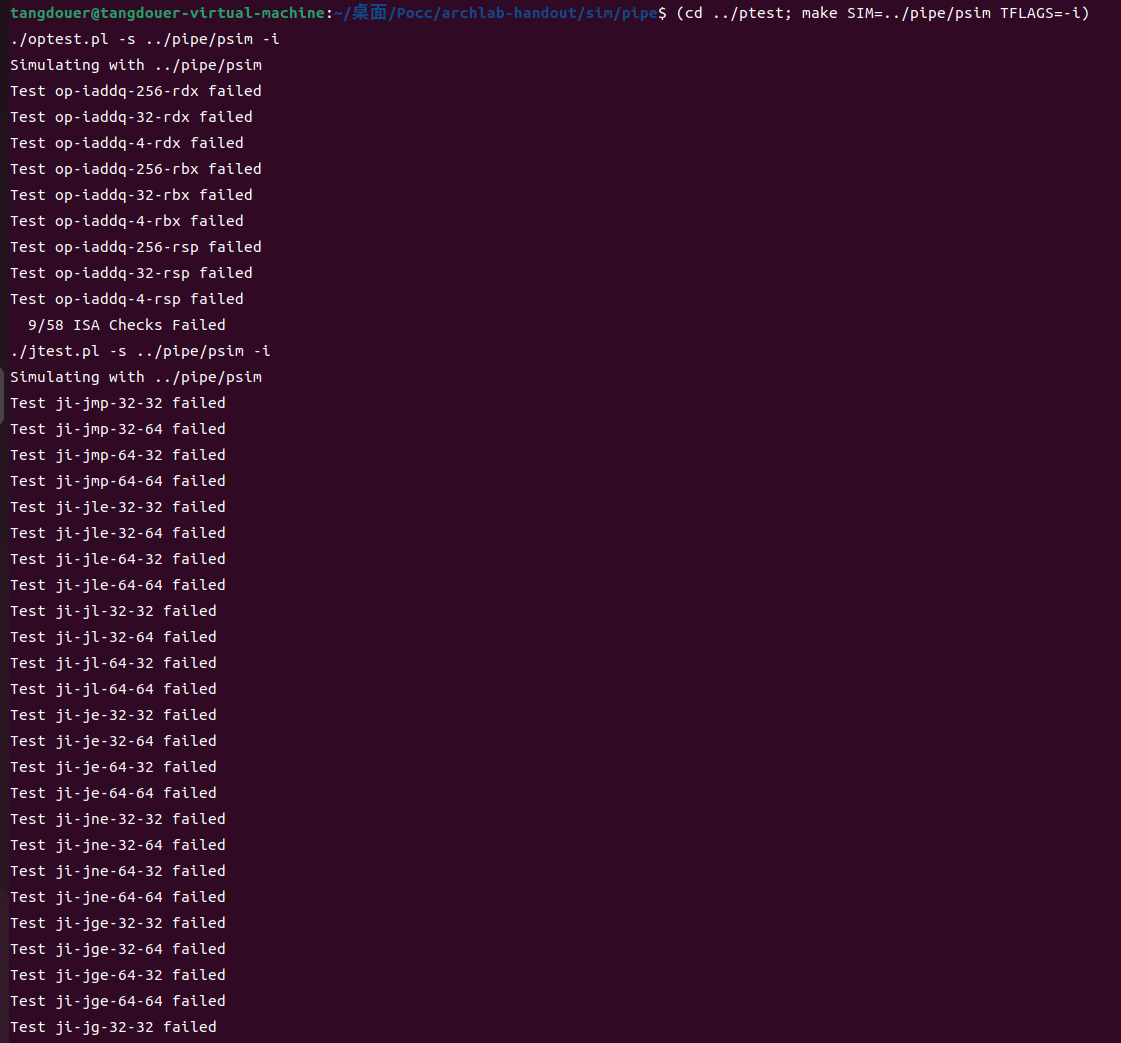 tangdouer@tangdouer-virtual-machine:~/桌面/Pocc/archlab-handout/sim/pipe$ (cd ../ptest; make SIM=../pipe/psim TFLAGS=-i)
./optest.pl -s ../pipe/psim -i
Simulating with ../pipe/psim
Test op-iaddq-256-rdx failed
Test op-iaddq-32-rdx failed
Test op-iaddq-4-rdx failed
Test op-iaddq-256-rbx failed
Test op-iaddq-32-rbx failed
Test op-iaddq-4-rbx failed
Test op-iaddq-256-rsp failed
Test op-iaddq-32-rsp failed
Test op-iaddq-4-rsp failed
  9/58 ISA Checks Failed
./jtest.pl -s ../pipe/psim -i
Simulating with ../pipe/psim
Test ji-jmp-32-32 failed
Test ji-jmp-32-64 failed
Test ji-jmp-64-32 failed
Test ji-jmp-64-64 failed
Test ji-jle-32-32 failed
Test ji-jle-32-64 failed
Test ji-jle-64-32 failed
Test ji-jle-64-64 failed
Test ji-jl-32-32 failed
Test ji-jl-32-64 failed
Test ji-jl-64-32 failed
Test ji-jl-64-64 failed
Test ji-je-32-32 failed
Test ji-je-32-64 failed
Test ji-je-64-32 failed
Test ji-je-64-64 failed
Test ji-jne-32-32 failed
Test ji-jne-32-64 failed
Test ji-jne-64-32 failed
Test ji-jne-64-64 failed
Test ji-jge-32-32 failed
Test ji-jge-32-64 failed
Test ji-jge-64-32 failed
Test ji-jge-64-64 failed
Test ji-jg-32-32 failed